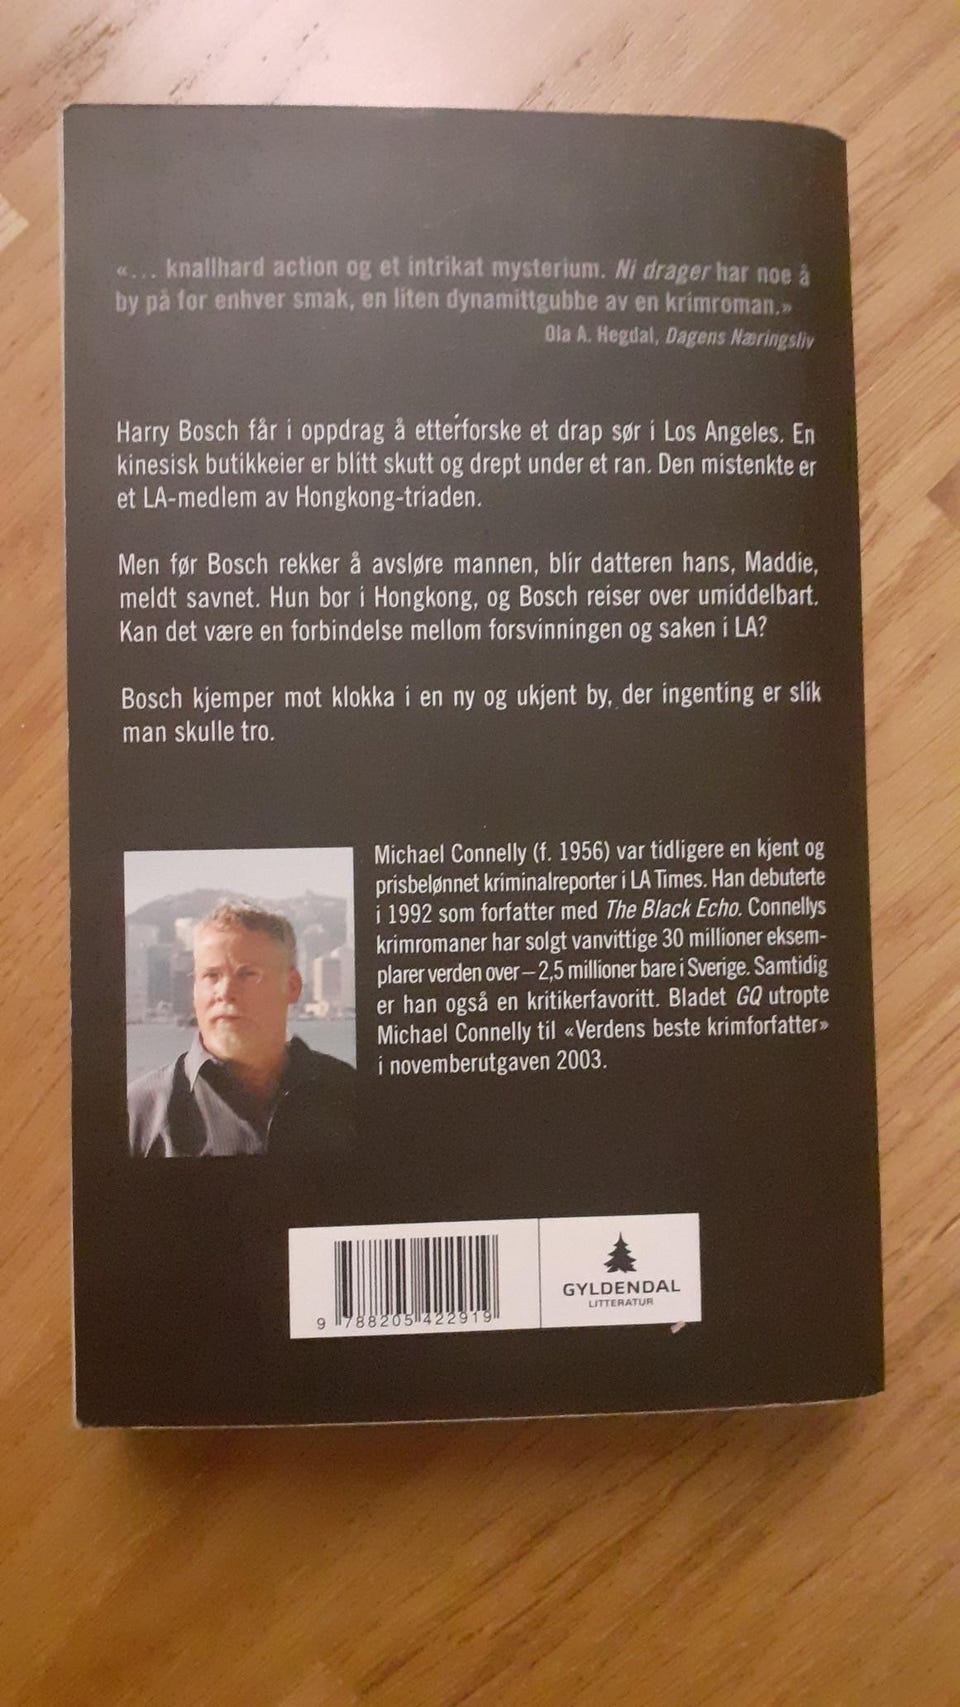 «... knallhard action og et intrikat mysterium. Ni drager har noe å
by på for enhver smak, en liten dynamittgubbe av en krimroman.»
Ola A. Hegdal, Dagens Næringsliv
Harry Bosch får i oppdrag å etterforske et drap sør i Los Angeles. En
kinesisk butikkeier er blitt skutt og drept under et ran. Den mistenkte er
et LA-medlem av Hongkong-triaden.
Men før Bosch rekker å avsløre mannen, blir datteren hans, Maddie,
meldt savnet. Hun bor i Hongkong, og Bosch reiser over umiddelbart.
Kan det være en forbindelse mellom forsvinningen og saken i LA?
Bosch kjemper mot klokka i en ny og ukjent by, der ingenting er slik
man skulle tro.
Michael Connelly (f. 1956) var tidligere en kjent og
prisbelønnet kriminalreporter i LA Times. Han debuterte
i 1992 som forfatter med The Black Echo. Connellys
krimromaner har solgt vanvittige 30 millioner eksem-
plarer verden over – 2,5 millioner bare i Sverige. Samtidig
er han også en kritikerfavoritt. Bladet GQ utropte
Michael Connelly til «Verdens beste krimforfatter»
i novemberutgaven 2003.
9 788205 422919
GYLDENDAL
LITTERATUR